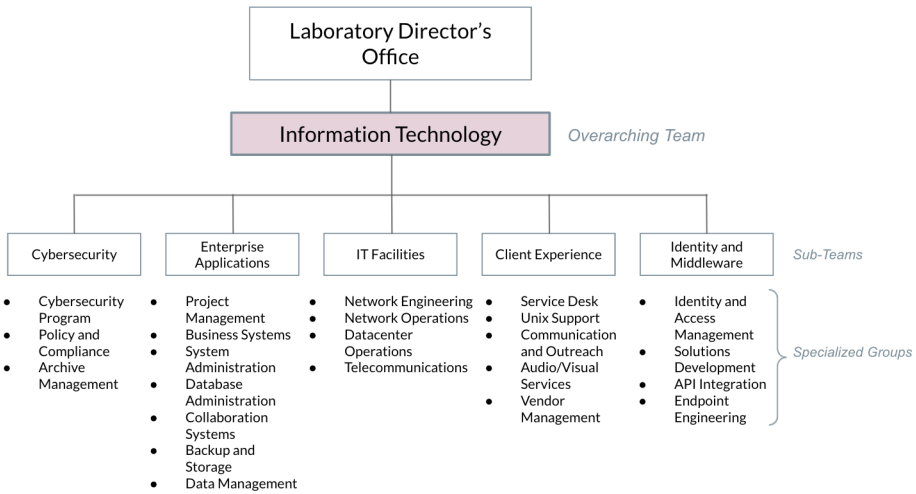 Laboratory Director's
Office
Information Technology
Overarching Team
Cybersecurity
Enterprise
Applications
IT Facilities
Client Experience
Identity and
Middleware
Sub-Teams
● Cybersecurity
Program
● Policy and
Compliance
● Archive
Management
● Project
Management
● Business Systems
● System
Administration
● Database
Administration
● Collaboration
Systems
● Backup and
Storage
● Data Management
● Network Engineering
● Network Operations
● Datacenter
Operations
● Telecommunications
● Service Desk
● Unix Support
● Communication
and Outreach
● Audio/Visual
Services
● Vendor
Management
● Identity and
Access
Management
● Solutions
Development
● API Integration
● Endpoint
Engineering
Specialized Groups